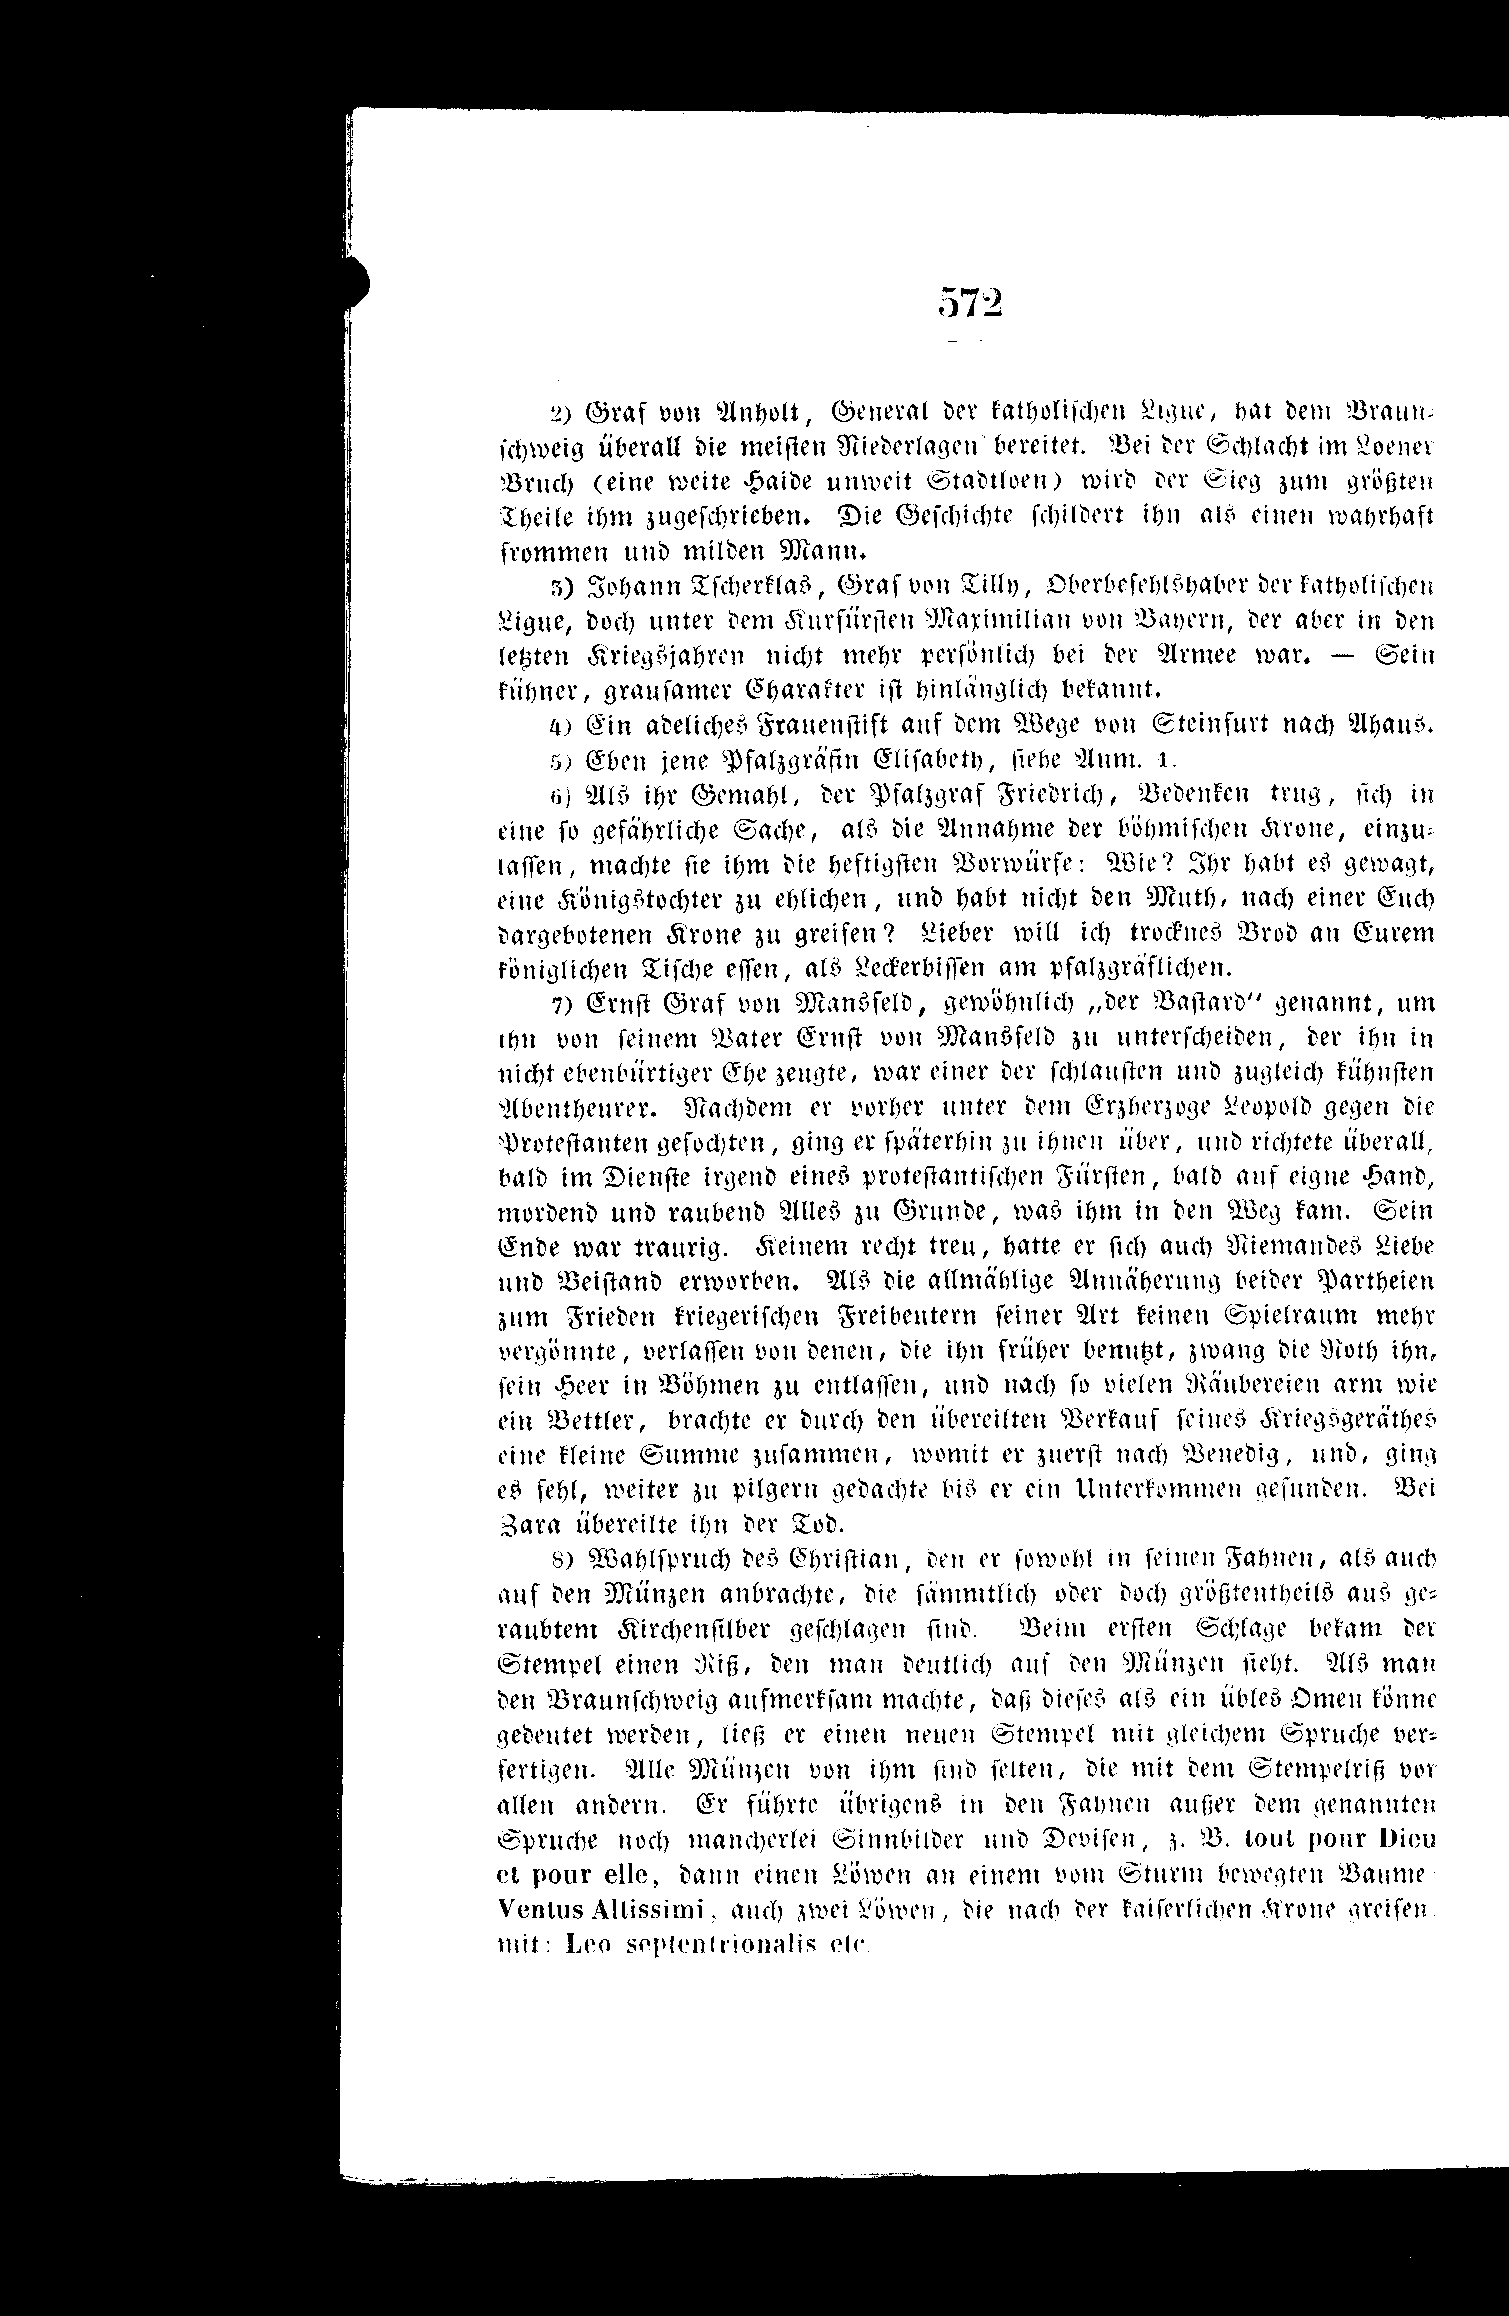 572
2) Graf von Anholt, General der katholischen Ligue, hat dem Braun-
schweig überall die meisten Niederlagen bereitet. Bei der Schlacht im Loener
Bruch (eine weite Haide unweit Stadtloen) wird der Sieg zum größten
Theile ihm zugeschrieben. Die Geschichte schildert ihn als einen wahrhaft
frommen und milden Mann.
3) Johann Tscherklas, Graf von Tilly, Oberbefehlshaber der katholischen
Ligue, doch unter dem Kurfürsten Maximilian von Bayern, der aber in den
letzten Kriegsjahren nicht mehr persönlich bei der Armee war. — Sein
kühner, grausamer Charakter ist hinlänglich bekannt.
4) Ein adeliches Frauenstift auf dem Wege von Steinfurt nach Ahaus.
5) Eben jene Pfalzgräfin Elisabeth, siehe Anm. 1.
6) Als ihr Gemahl, der Pfalzgraf Friedrich, Bedenken trug, sich in
eine so gefährliche Sache, als die Annahme der böhmischen Krone, einzu-
lassen, machte sie ihm die heftigsten Vorwürfe: Wie? Ihr habt es gewagt,
eine Königstochter zu ehlichen, und habt nicht den Muth, nach einer Euch
dargebotenen Krone zu greifen? Lieber will ich trocknes Brod an Eurem
königlichen Tische essen, als Leckerbissen am pfalzgräflichen.
7) Ernst Graf von Mansfeld, gewöhnlich „der Bastard“ genannt, um
ihn von seinem Vater Ernst von Mansfeld zu unterscheiden, der ihn in
nicht ebenbürtiger Ehe zeugte, war einer der schlausten und zugleich kühnsten
Abentheurer. Nachdem er vorher unter dem Erzherzoge Leopold gegen die
Protestanten gefochten, ging er späterhin zu ihnen über, und richtete überall,
bald im Dienste irgend eines protestantischen Fürsten, bald auf eigne Hand,
mordend und raubend Alles zu Grunde, was ihm in den Weg kam. Sein
Ende war traurig. Keinem recht treu, hatte er sich auch Niemandes Liebe
und Beistand erworben. Als die allmählige Annäherung beider Partheien
zum Frieden kriegerischen Freibeutern seiner Art keinen Spielraum mehr
vergönnte, verlassen von denen, die ihn früher benutzt, zwang die Noth ihn,
sein Heer in Böhmen zu entlassen, und nach so vielen Räubereien arm wie
ein Bettler, brachte er durch den übereilten Verkauf seines Kriegsgeräthes
eine kleine Summe zusammen, womit er zuerst nach Venedig, und, ging
es fehl, weiter zu pilgern gedachte bis er ein Unterkommen gefunden. Bei
Zara übereilte ihn der Tod.
8) Wahlspruch des Christian, den er sowohl in seinen Fahnen, als auch
auf den Münzen anbrachte, die sämmtlich oder doch größtentheils aus ge-
raubtem Kirchensilber geschlagen sind. Beim ersten Schlage bekam der
Stempel einen Riß, den man deutlich auf den Münzen sieht. Als man
den Braunschweig aufmerksam machte, daß dieses als ein übles Omen könne
gedeutet werden, ließ er einen neuen Stempel mit gleichem Spruche ver-
fertigen. Alle Münzen von ihm sind selten, die mit dem Stempelriß vor
allen andern. Er führte übrigens in den Fahnen außer dem genannten
Spruche noch mancherlei Sinnbilder und Devisen, z. B. tout pour Dieu
et pour elle, dann einen Löwen an einem vom Sturm bewegten Baume
Ventus Altissimi, auch zwei Löwen, die nach der kaiserlichen Krone greifen
mit: Leo septentrionalis etc.